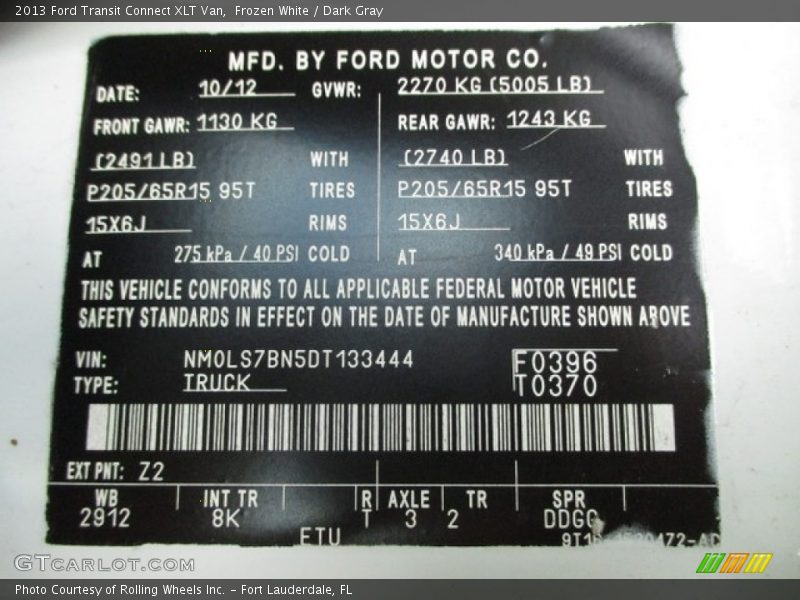 2013 Ford Transit Connect XLT Van, Frozen White / Dark Gray
MFD. BY FORD MOTOR CO.
DATE: 10/12 GVWR: 2270 KG (5005 LB)
FRONT GAWR: 1130 KG REAR GAWR: 1243 KG
(2491 LB) WITH (2740 LB) WITH
P205/65R15 95T TIRES P205/65R15 95T TIRES
15X6J RIMS 15X6J RIMS
AT 275 kPa / 40 PSI COLD AT 340 kPa / 49 PSI COLD
THIS VEHICLE CONFORMS TO ALL APPLICABLE FEDERAL MOTOR VEHICLE
SAFETY STANDARDS IN EFFECT ON THE DATE OF MANUFACTURE SHOWN ABOVE
VIN: NM0LS7BN5DT133444 F0396
TYPE: TRUCK T0370
EXT PNT: Z2
WB INT TR R AXLE TR SPR
2912 8K T 3 2 DDGG
ETU
GTCARLOT.COM
Photo Courtesy of Rolling Wheels Inc. – Fort Lauderdale, FL